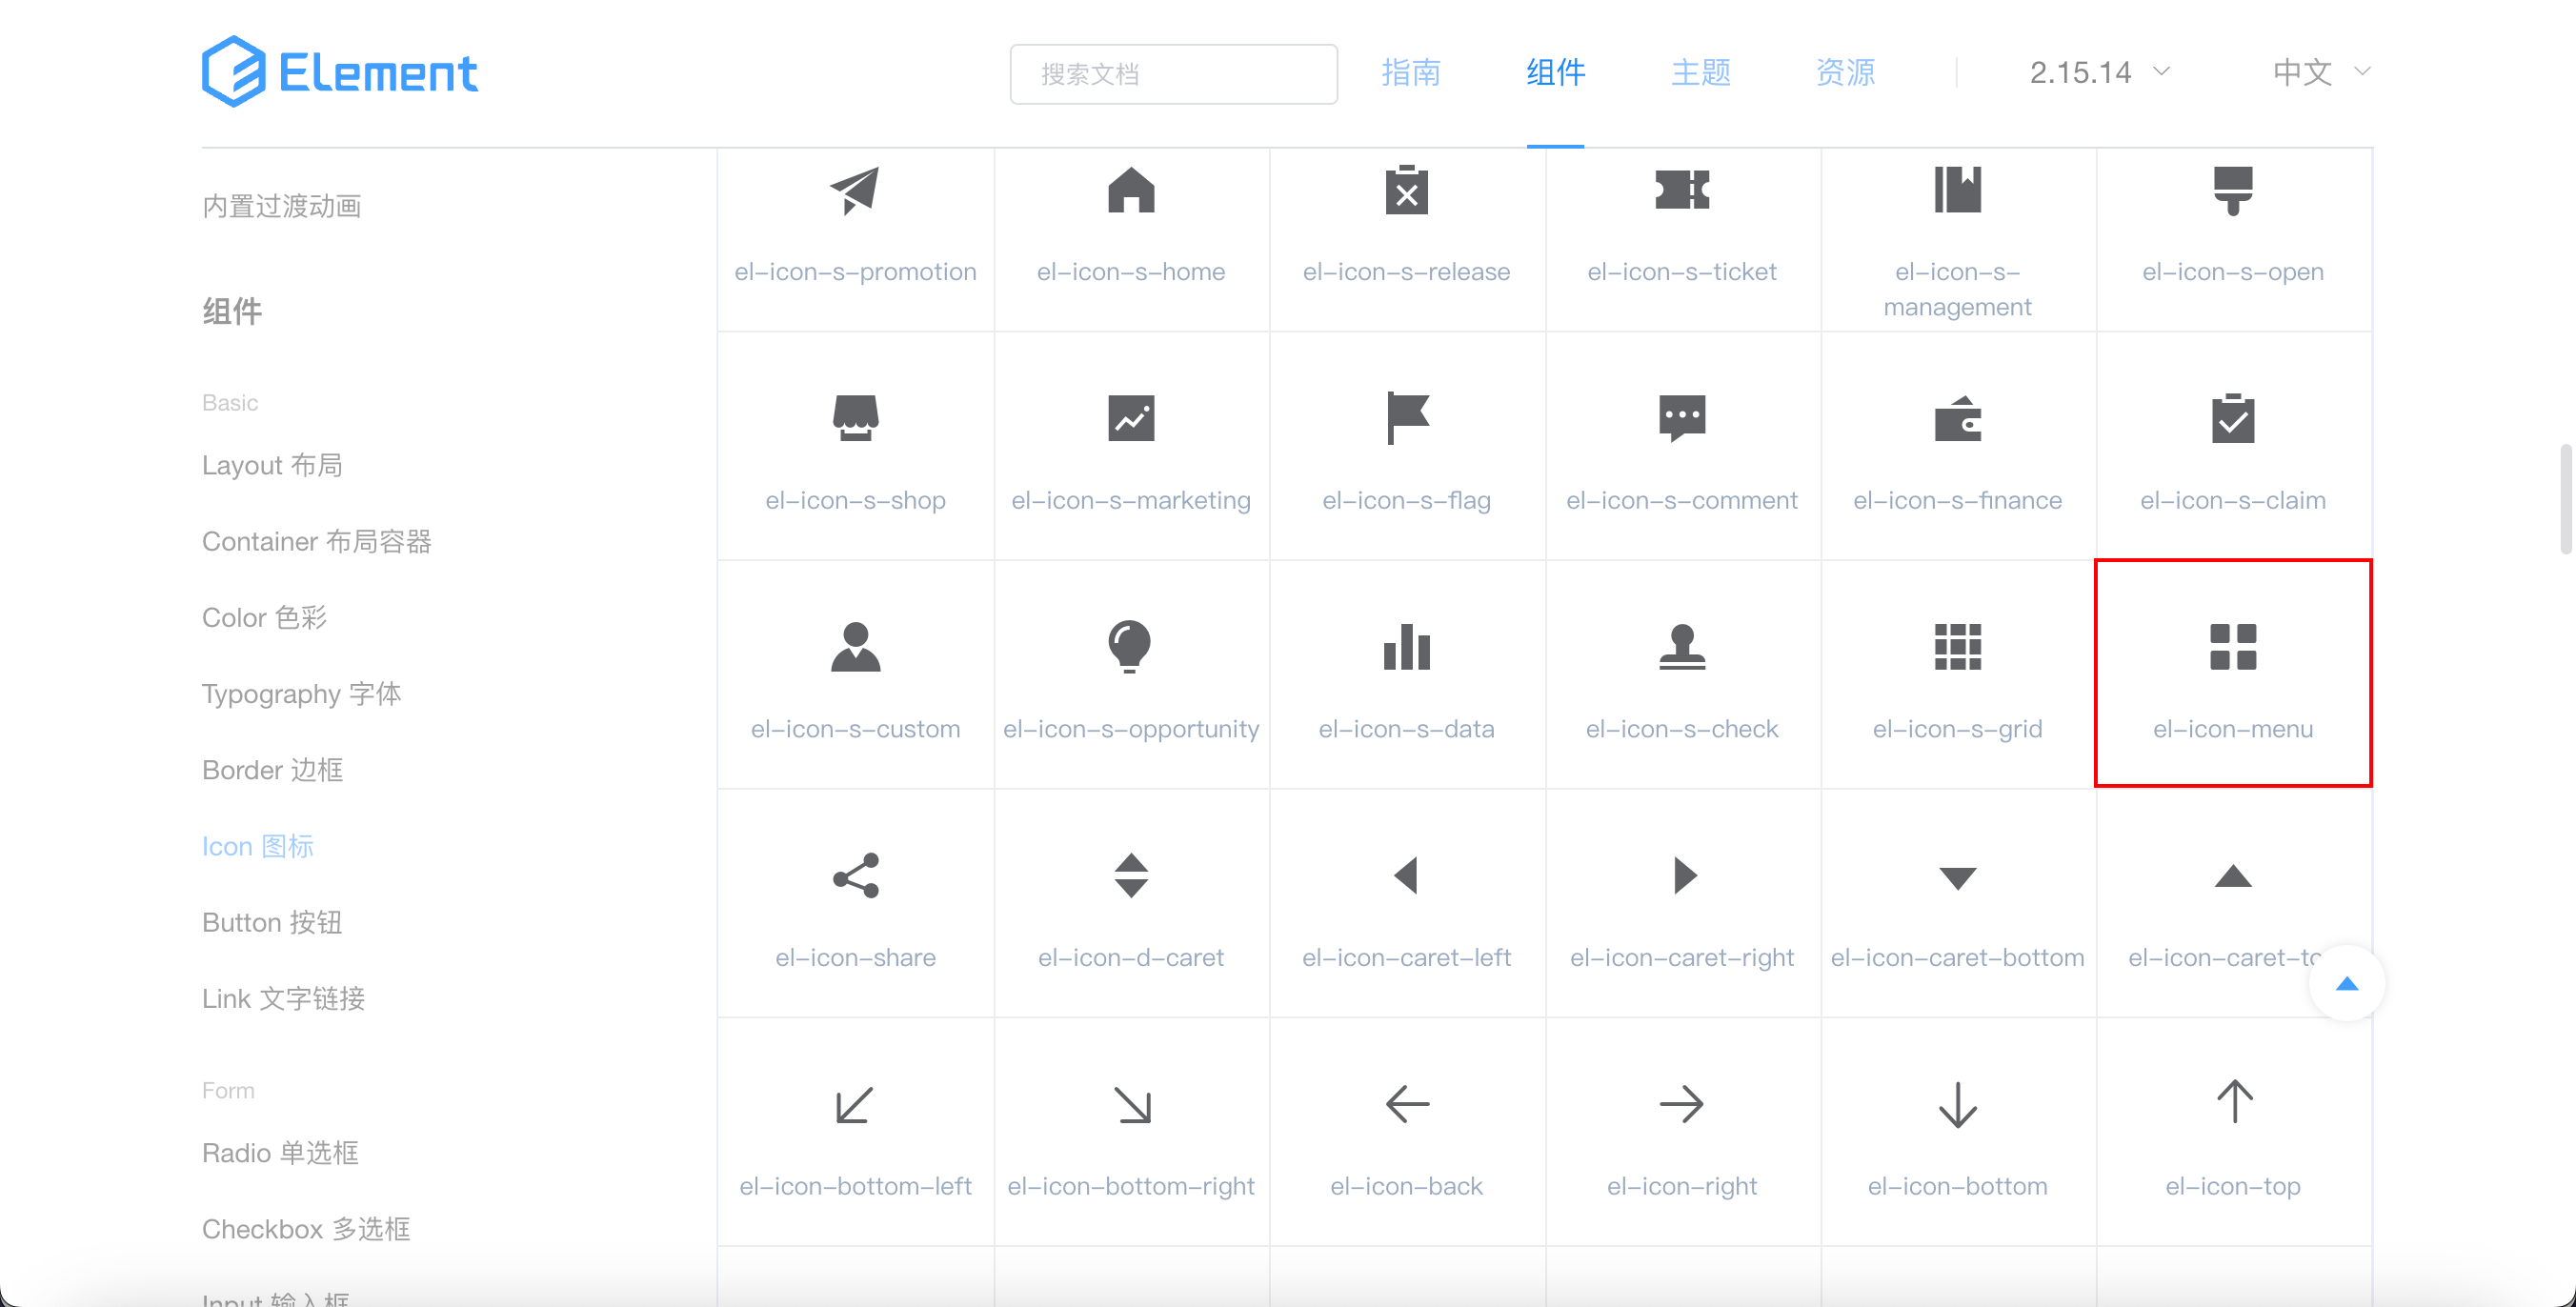 Element
搜索文档
指南
组件
主题
资源
2.15.14
中文
内置过渡动画
组件
Basic
Layout 布局
Container 布局容器
Color 色彩
Typography 字体
Border 边框
Icon 图标
Button 按钮
Link 文字链接
Form
Radio 单选框
Checkbox 多选框
Input 输入框
el-icon-s-promotion
el-icon-s-home
el-icon-s-release
el-icon-s-ticket
el-icon-s-
management
el-icon-s-open
el-icon-s-shop
el-icon-s-marketing
el-icon-s-flag
el-icon-s-comment
el-icon-s-finance
el-icon-s-claim
el-icon-s-custom
el-icon-s-opportunity
el-icon-s-data
el-icon-s-check
el-icon-s-grid
el-icon-menu
el-icon-share
el-icon-d-caret
el-icon-caret-left
el-icon-caret-right
el-icon-caret-bottom
el-icon-caret-to
el-icon-bottom-left
el-icon-bottom-right
el-icon-back
el-icon-right
el-icon-bottom
el-icon-top